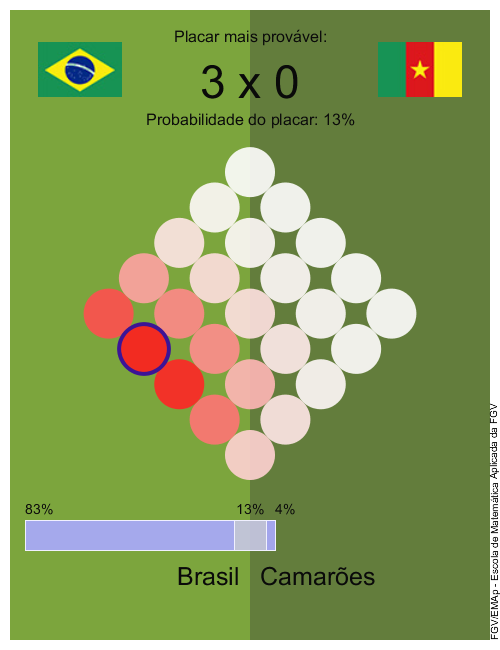 Placar mais provável:
3 x 0
Probabilidade do placar: 13%
83%
13%
4%
Brasil
Camarões
FGV/EMAp - Escola de Matemática Aplicada da FGV